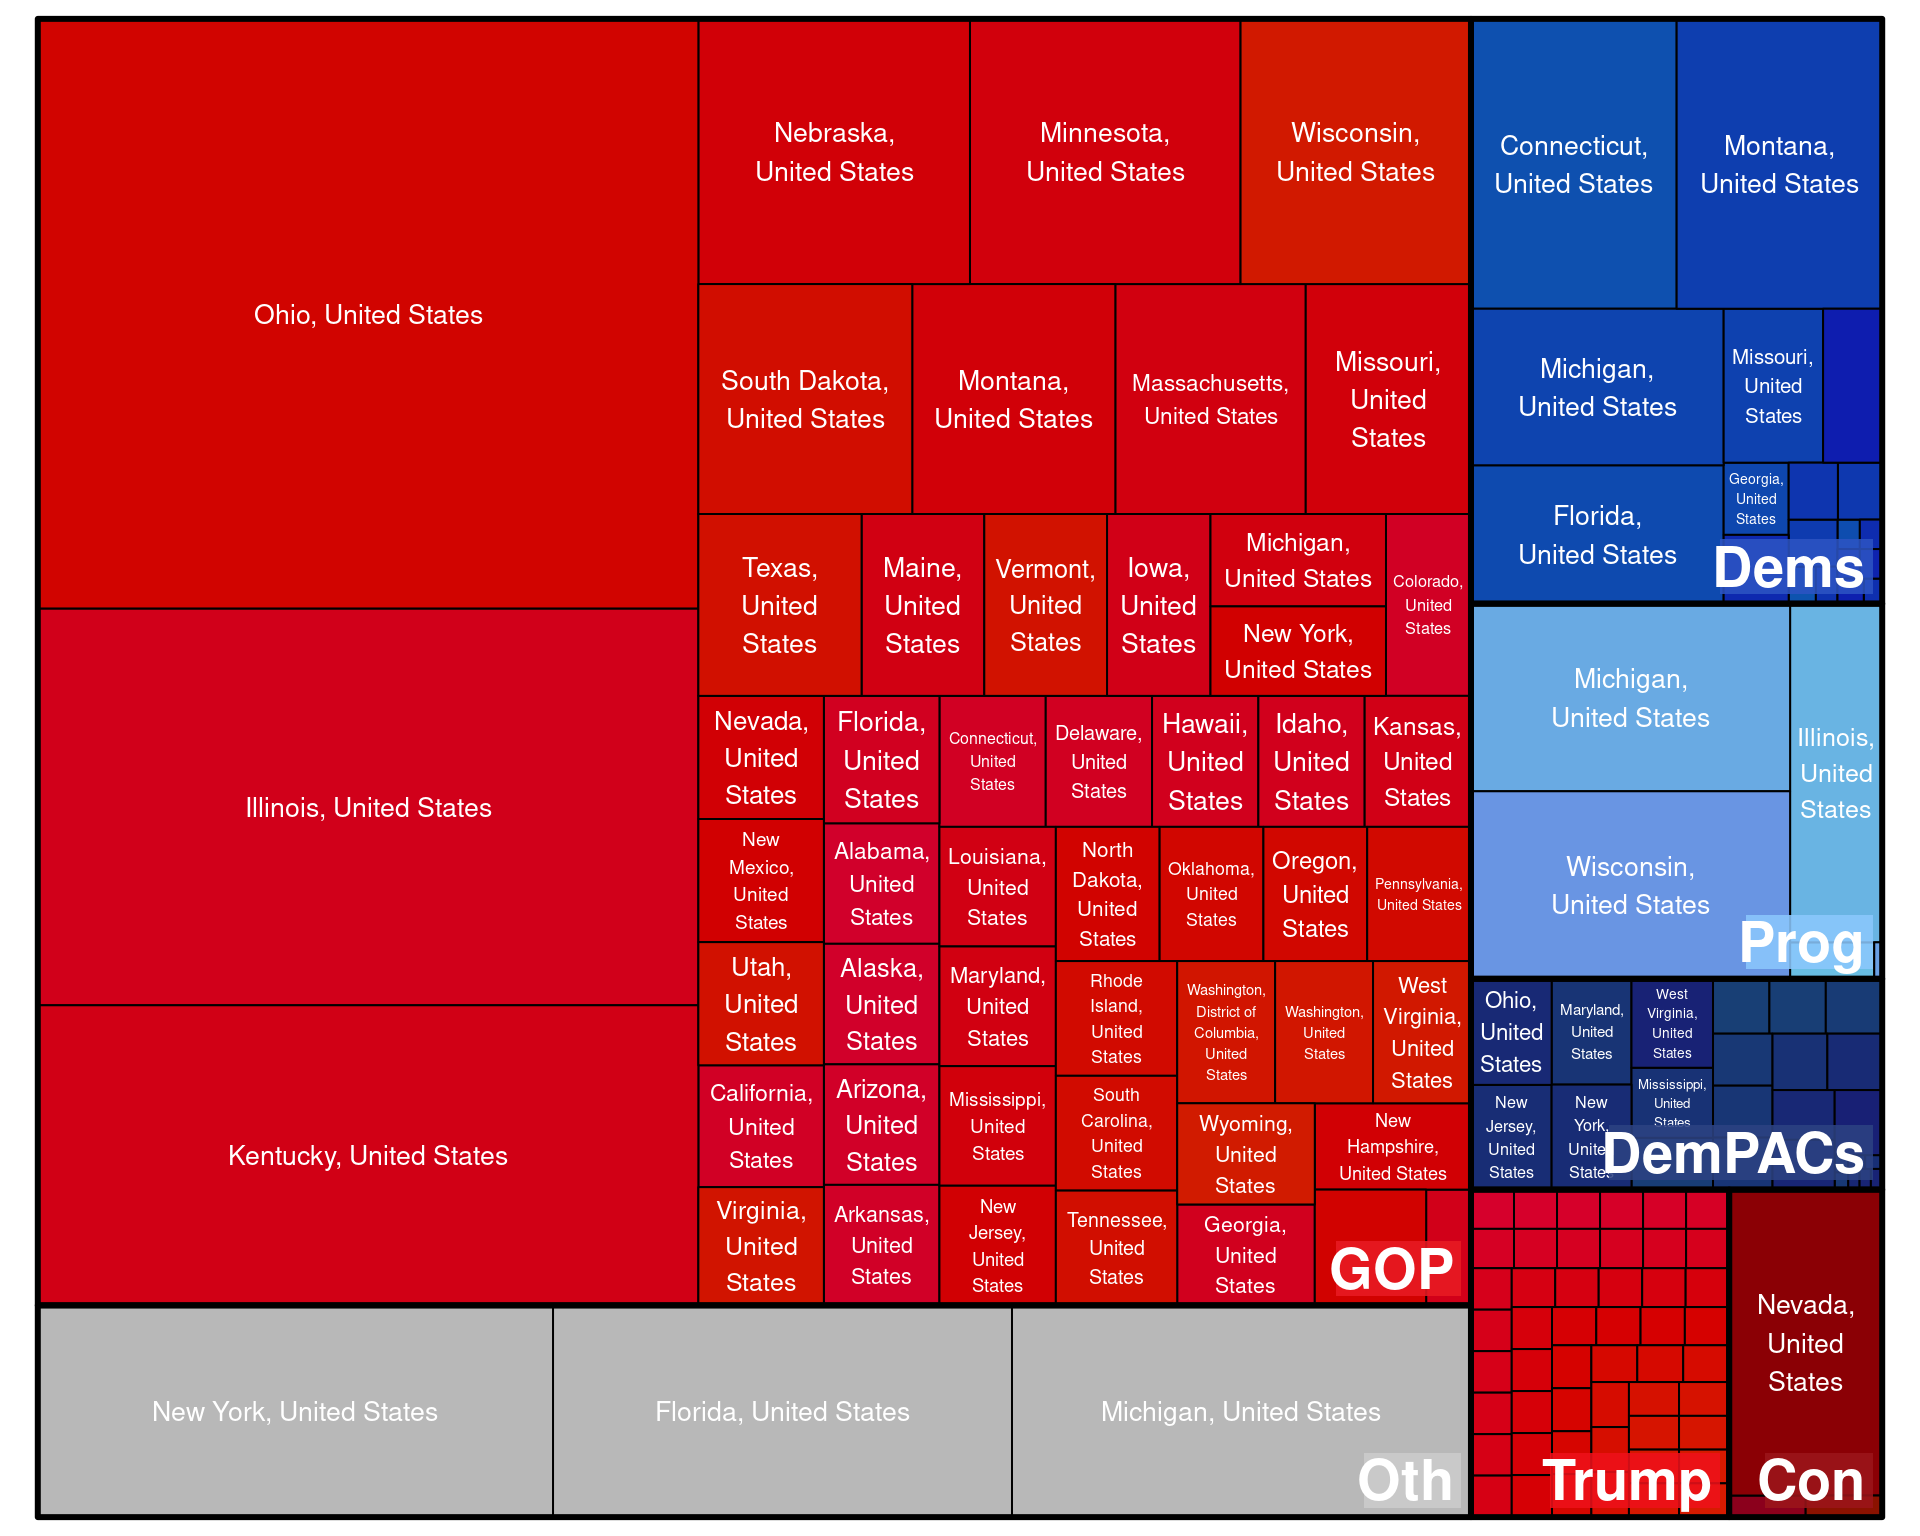 Ohio, United States
Illinois, United States
Kentucky, United States
Nebraska,
United States
Minnesota,
United States
Wisconsin,
United States
South Dakota,
United States
Montana,
United States
Massachusetts,
United States
Missouri,
United
States
Texas,
United
States
Maine,
United
States
Vermont,
United
States
Iowa,
United
States
Michigan,
United States
New York,
United States
Colorado,
United
States
Nevada,
United
States
Florida,
United
States
Connecticut,
United
States
Delaware,
United
States
Hawaii,
United
States
Idaho,
United
States
Kansas,
United
States
New
Mexico,
United
States
Alabama,
United
States
Louisiana,
United
States
North
Dakota,
United
States
Oklahoma,
United
States
Oregon,
United
States
Pennsylvania,
United States
Utah,
United
States
Alaska,
United
States
Maryland,
United
States
Rhode
Island,
United
States
Washington,
District of
Columbia,
United
States
Washington,
United
States
West
Virginia,
United
States
California,
United
States
Arizona,
United
States
Mississippi,
United
States
South
Carolina,
United
States
Wyoming,
United
States
New
Hampshire,
United States
Virginia,
United
States
Arkansas,
United
States
New
Jersey,
United
States
Tennessee,
United
States
Georgia,
United
States
GOP
New York, United States
Florida, United States
Michigan, United States
Oth
Connecticut,
United States
Montana,
United States
Michigan,
United States
Missouri,
United
States
Florida,
United States
Georgia,
United
States
Dems
Michigan,
United States
Illinois,
United
States
Wisconsin,
United States
Prog
Ohio,
United
States
Maryland,
United
States
West
Virginia,
United
States
New
Jersey,
United
States
New
York,
United
States
Mississippi,
United
States
DemPACs
Trump
Nevada,
United
States
Con